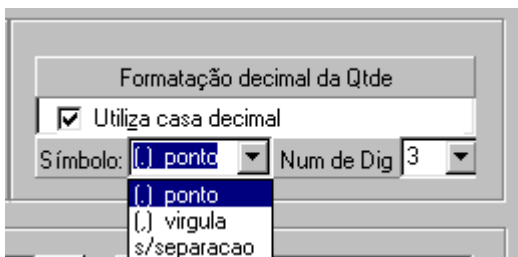 Formatação decimal da Qtde
Utiliza casa decimal
Símbolo: (.) ponto Num de Dig 3
(.) ponto
(,) virgula
s/separacao